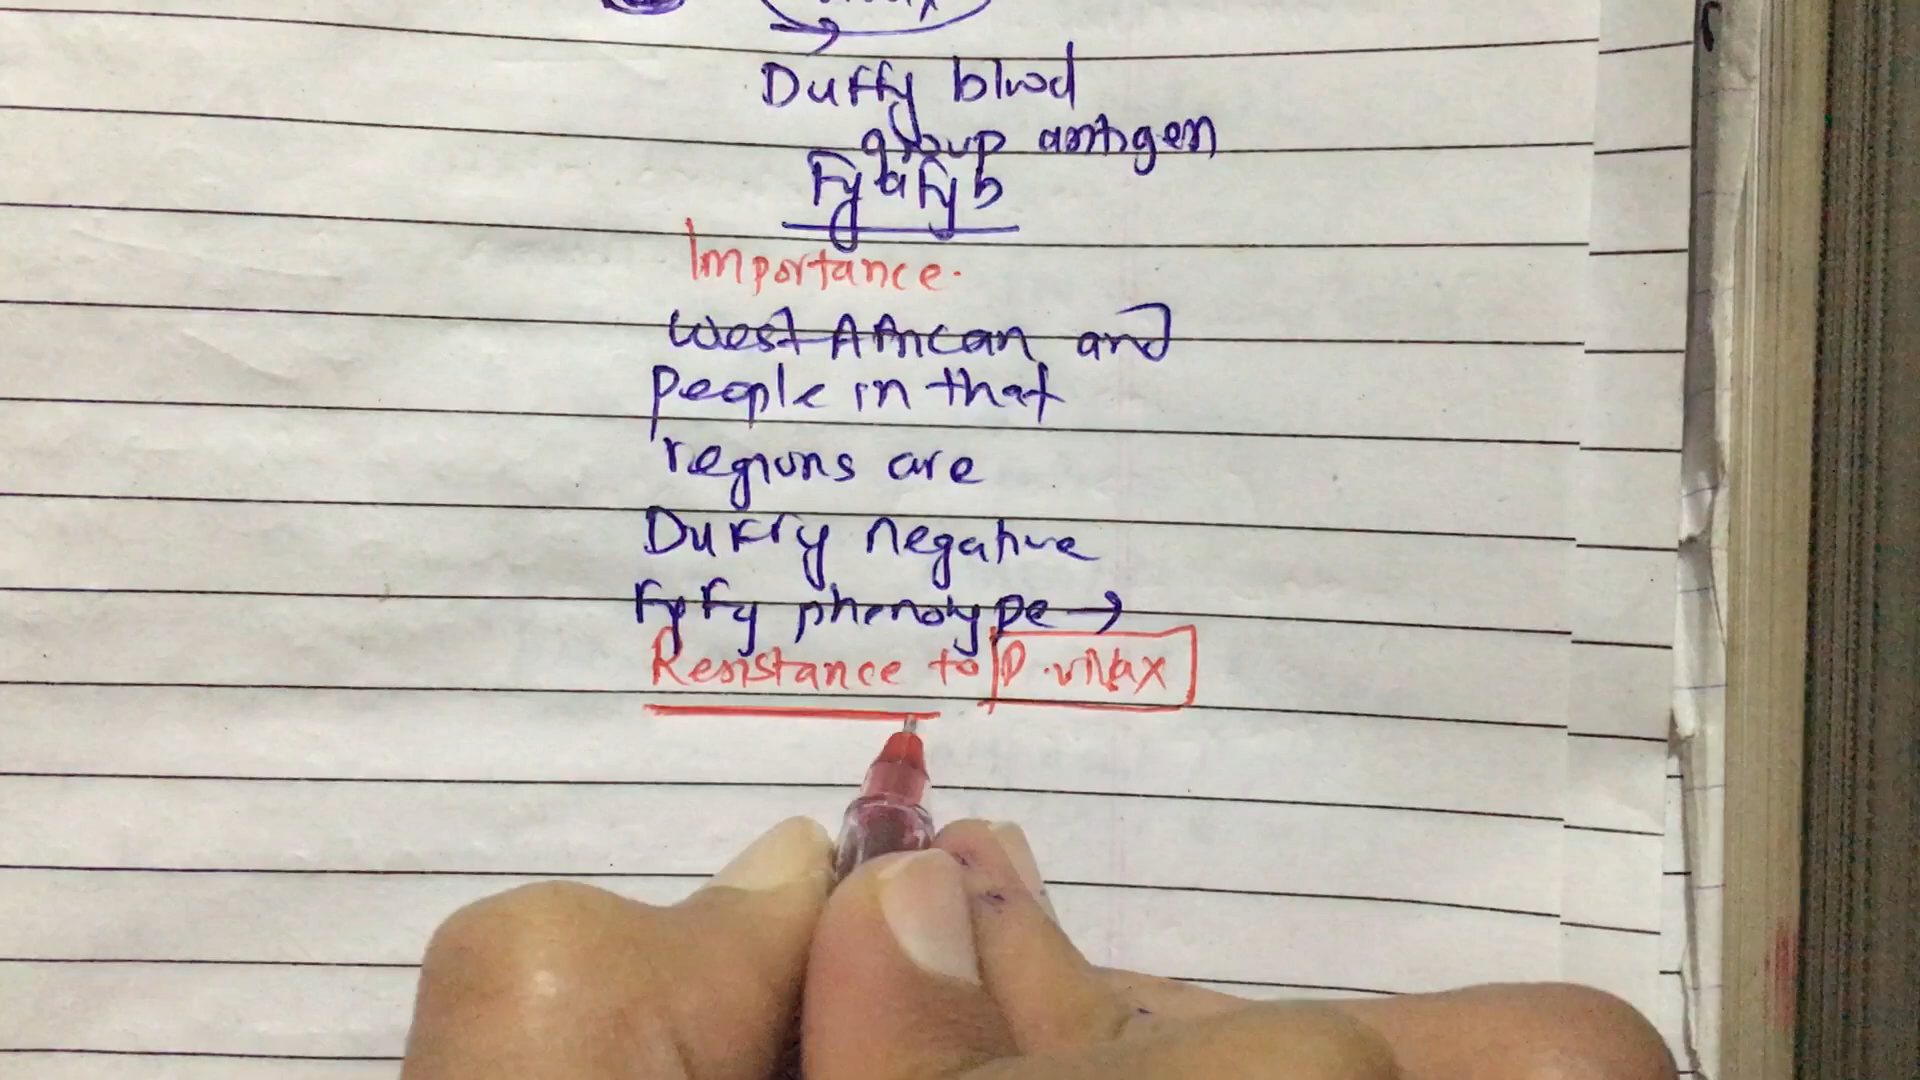 Duffy blood
group antigen
Fya Fyb
Importance.
West African and
people in that
regions are
Duffy negative
FyFy phenotype →
Resistance to P.vivax